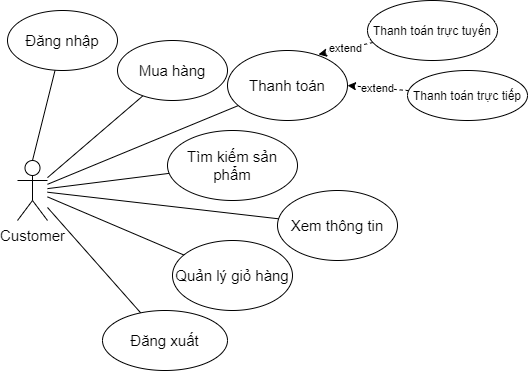 Đăng nhập
Mua hàng
Thanh toán
Thanh toán trực tuyến
extend
Thanh toán trực tiếp
extend
Tìm kiếm sản
phẩm
Xem thông tin
Customer
Quản lý giỏ hàng
Đăng xuất